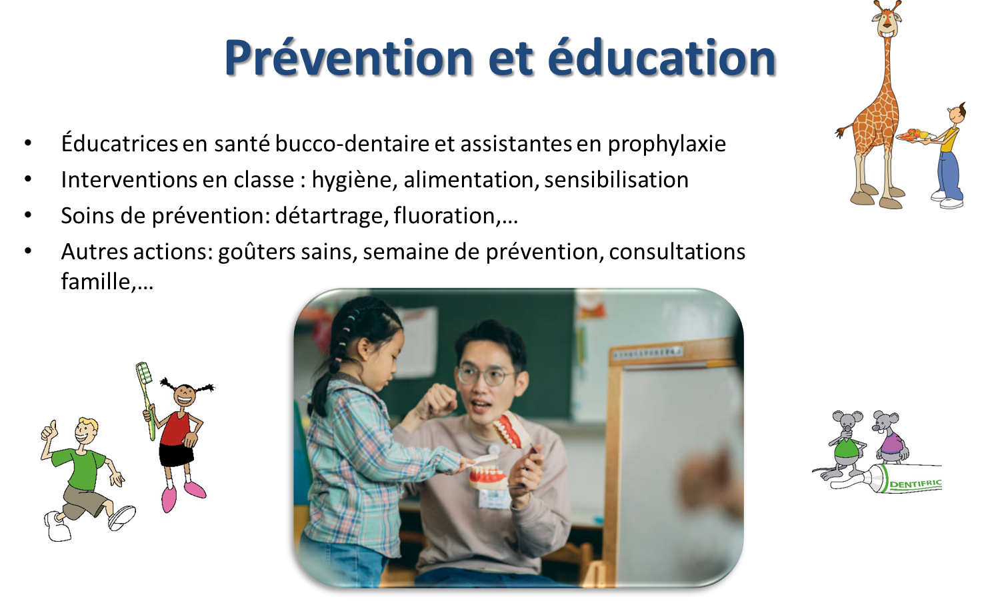 Prévention et éducation
• Éducatrices en santé bucco-dentaire et assistantes en prophylaxie
• Interventions en classe : hygiène, alimentation, sensibilisation
• Soins de prévention: détartrage, fluoration,...
• Autres actions: goûters sains, semaine de prévention, consultations
famille,...
DENTIFRIC